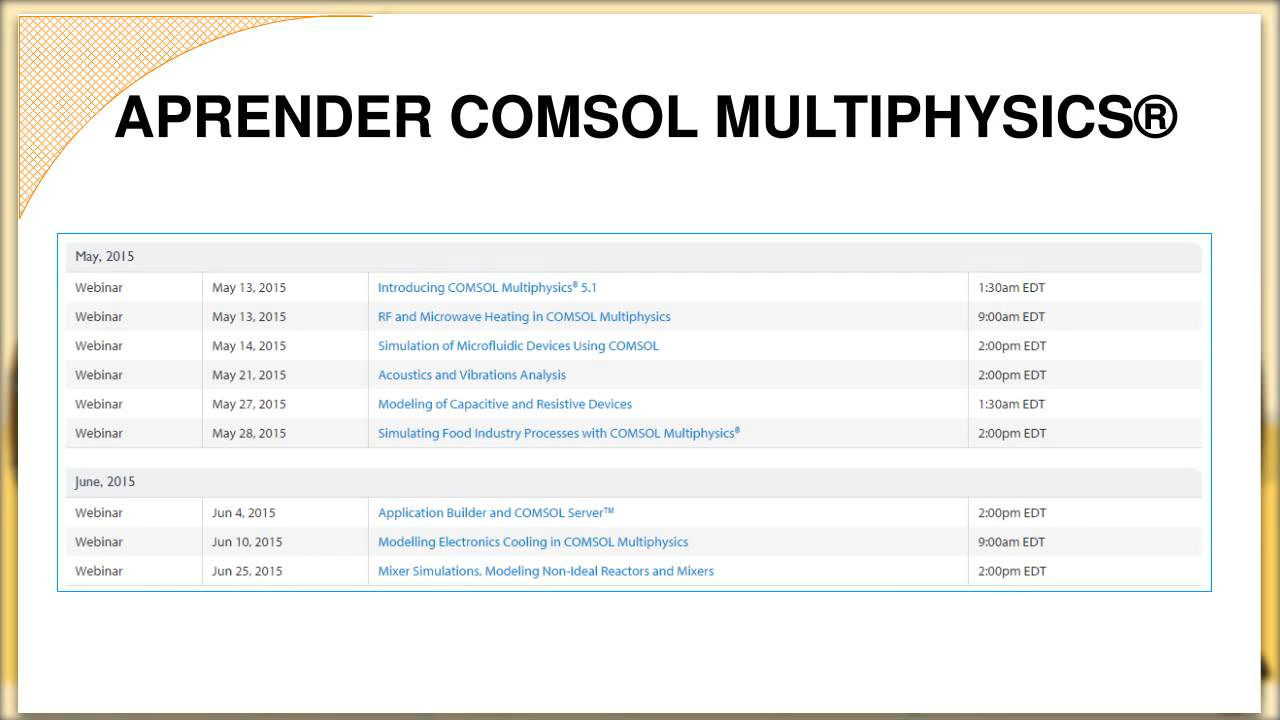 APRENDER COMSOL MULTIPHYSICS®
May, 2015
Webinar May 13, 2015 Introducing COMSOL Multiphysics® 5.1 1:30am EDT
Webinar May 13, 2015 RF and Microwave Heating in COMSOL Multiphysics 9:00am EDT
Webinar May 14, 2015 Simulation of Microfluidic Devices Using COMSOL 2:00pm EDT
Webinar May 21, 2015 Acoustics and Vibrations Analysis 2:00pm EDT
Webinar May 27, 2015 Modeling of Capacitive and Resistive Devices 1:30am EDT
Webinar May 28, 2015 Simulating Food Industry Processes with COMSOL Multiphysics® 2:00pm EDT
June, 2015
Webinar Jun 4, 2015 Application Builder and COMSOL Server™ 2:00pm EDT
Webinar Jun 10, 2015 Modelling Electronics Cooling in COMSOL Multiphysics 9:00am EDT
Webinar Jun 25, 2015 Mixer Simulations, Modeling Non-Ideal Reactors and Mixers 2:00pm EDT